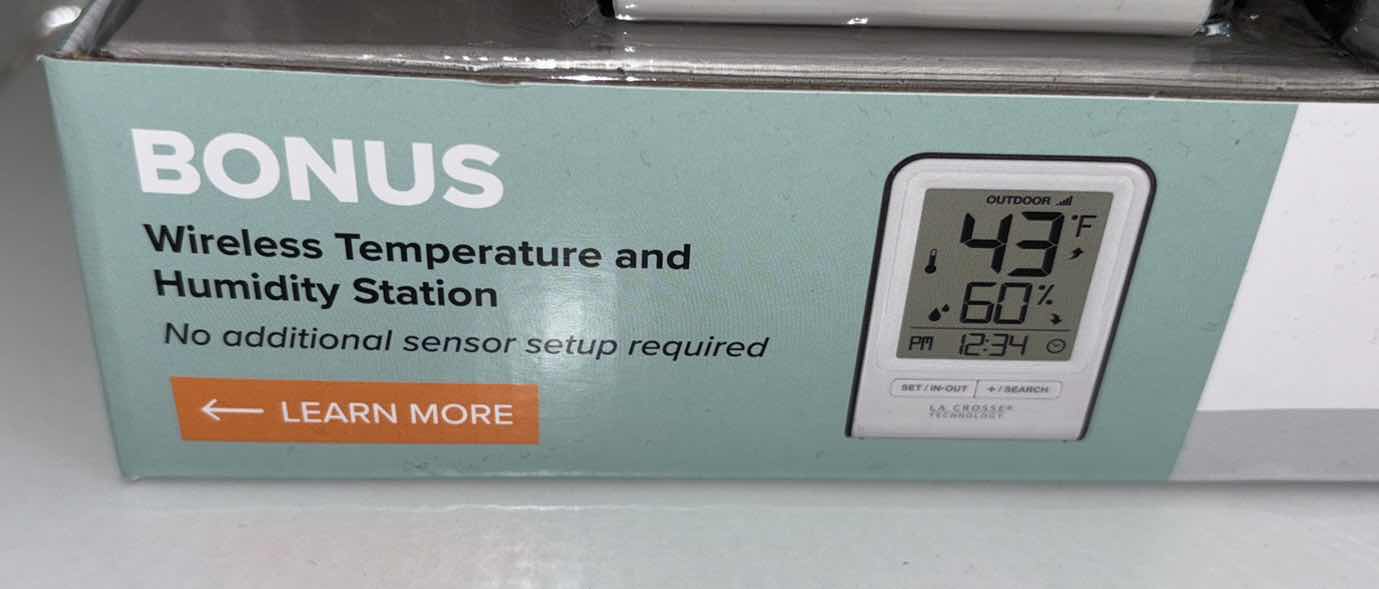 BONUS
Wireless Temperature and
Humidity Station
No additional sensor setup required
← LEARN MORE
OUTDOOR
43 °F
60 %
PM 12:34
SET / IN-OUT + / SEARCH
LA CROSSE®
TECHNOLOGY